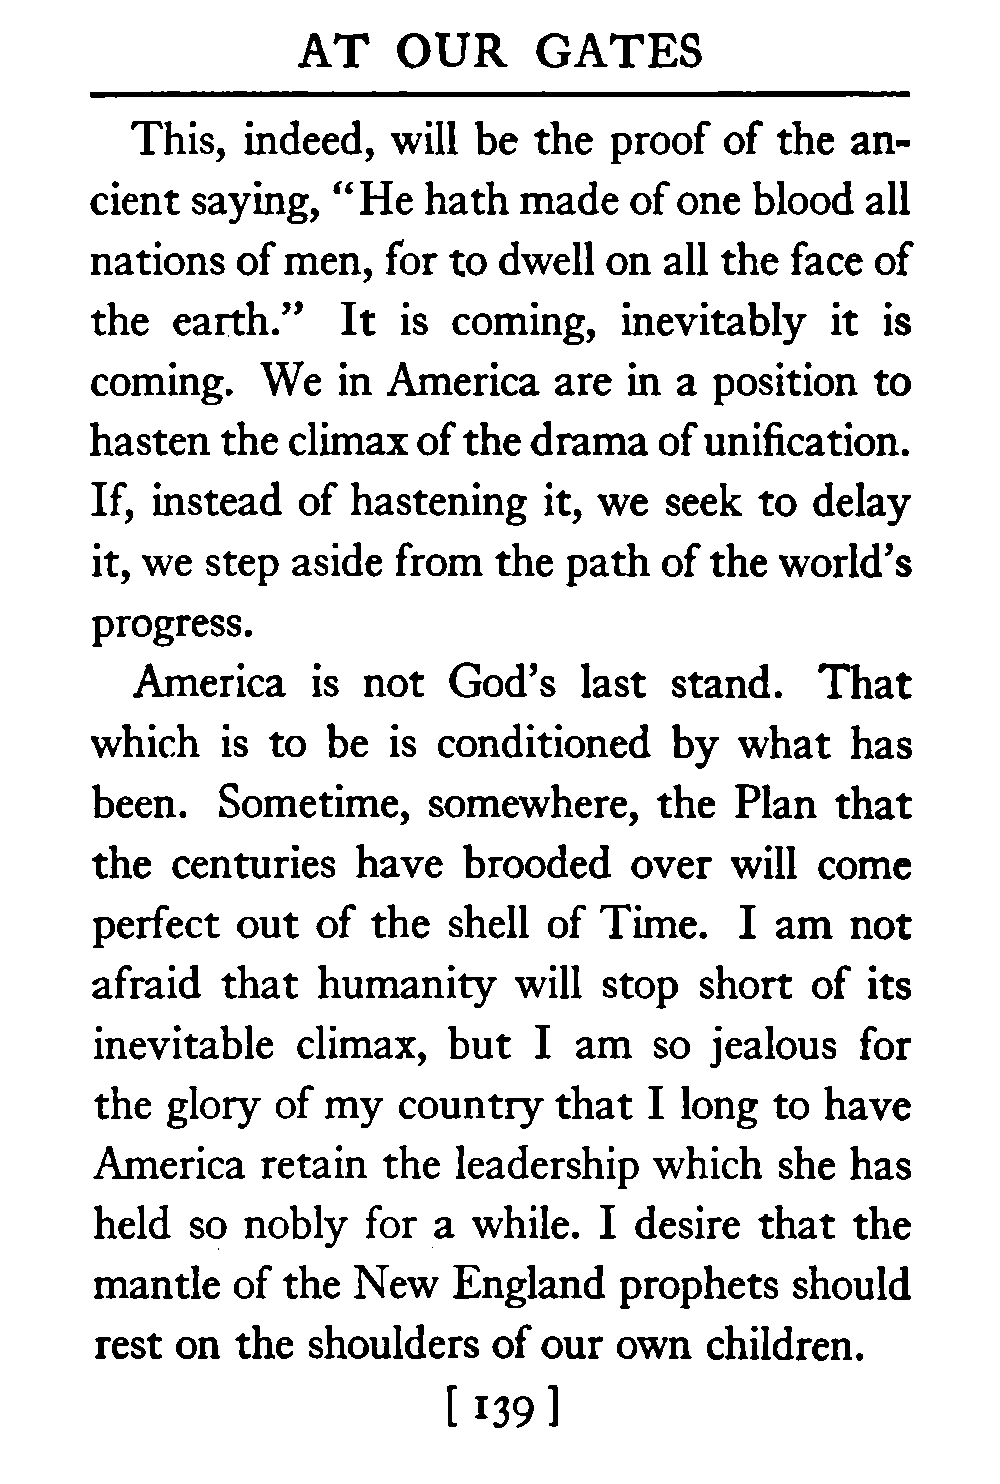 AT OUR GATES
This, indeed, will be the proof of the an-
cient saying, “He hath made of one blood all
nations of men, for to dwell on all the face of
the earth.” It is coming, inevitably it is
coming. We in America are in a position to
hasten the climax of the drama of unification.
If, instead of hastening it, we seek to delay
it, we step aside from the path of the world’s
progress.
America is not God’s last stand. That
which is to be is conditioned by what has
been. Sometime, somewhere, the Plan that
the centuries have brooded over will come
perfect out of the shell of Time. I am not
afraid that humanity will stop short of its
inevitable climax, but I am so jealous for
the glory of my country that I long to have
America retain the leadership which she has
held so nobly for a while. I desire that the
mantle of the New England prophets should
rest on the shoulders of our own children.
[ 139 ]